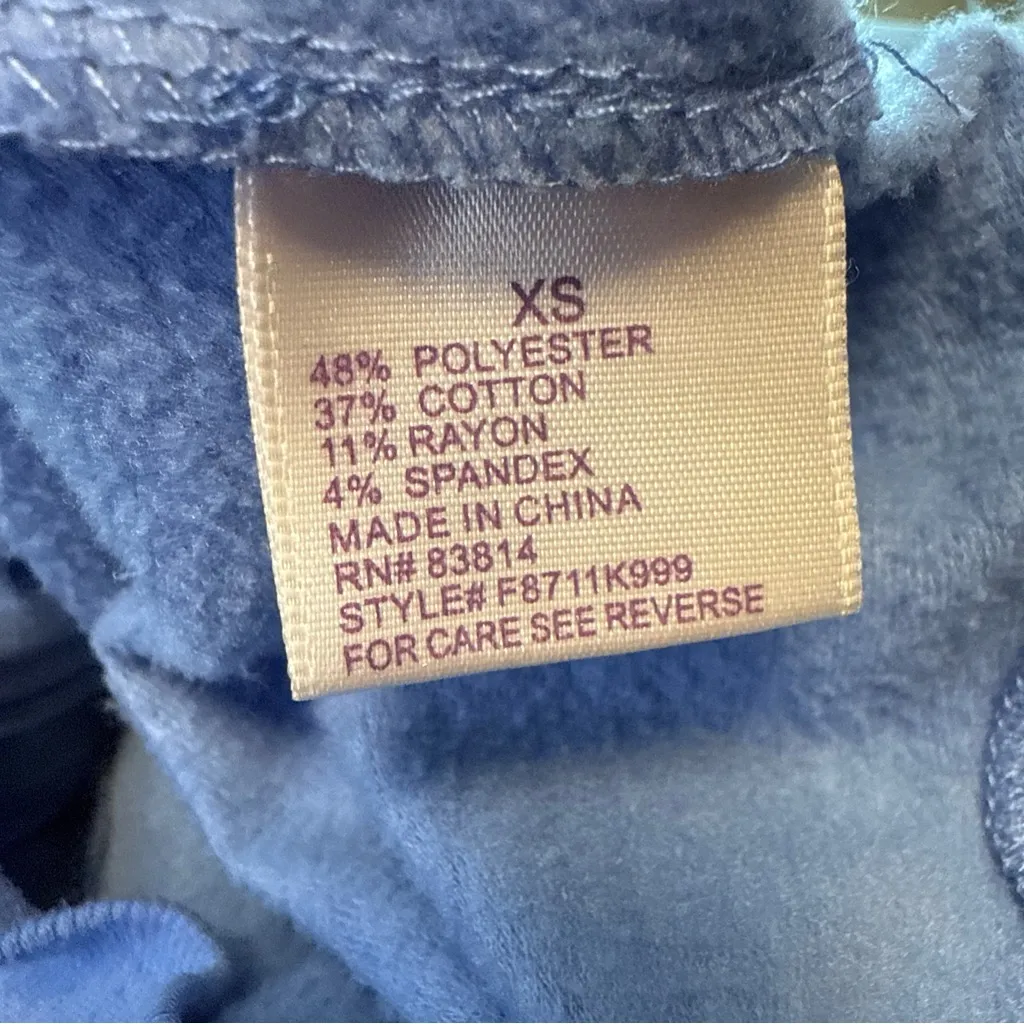 XS
48% POLYESTER
37% COTTON
11% RAYON
4% SPANDEX
MADE IN CHINA
RN# 83814
STYLE# F8711K999
FOR CARE SEE REVERSE